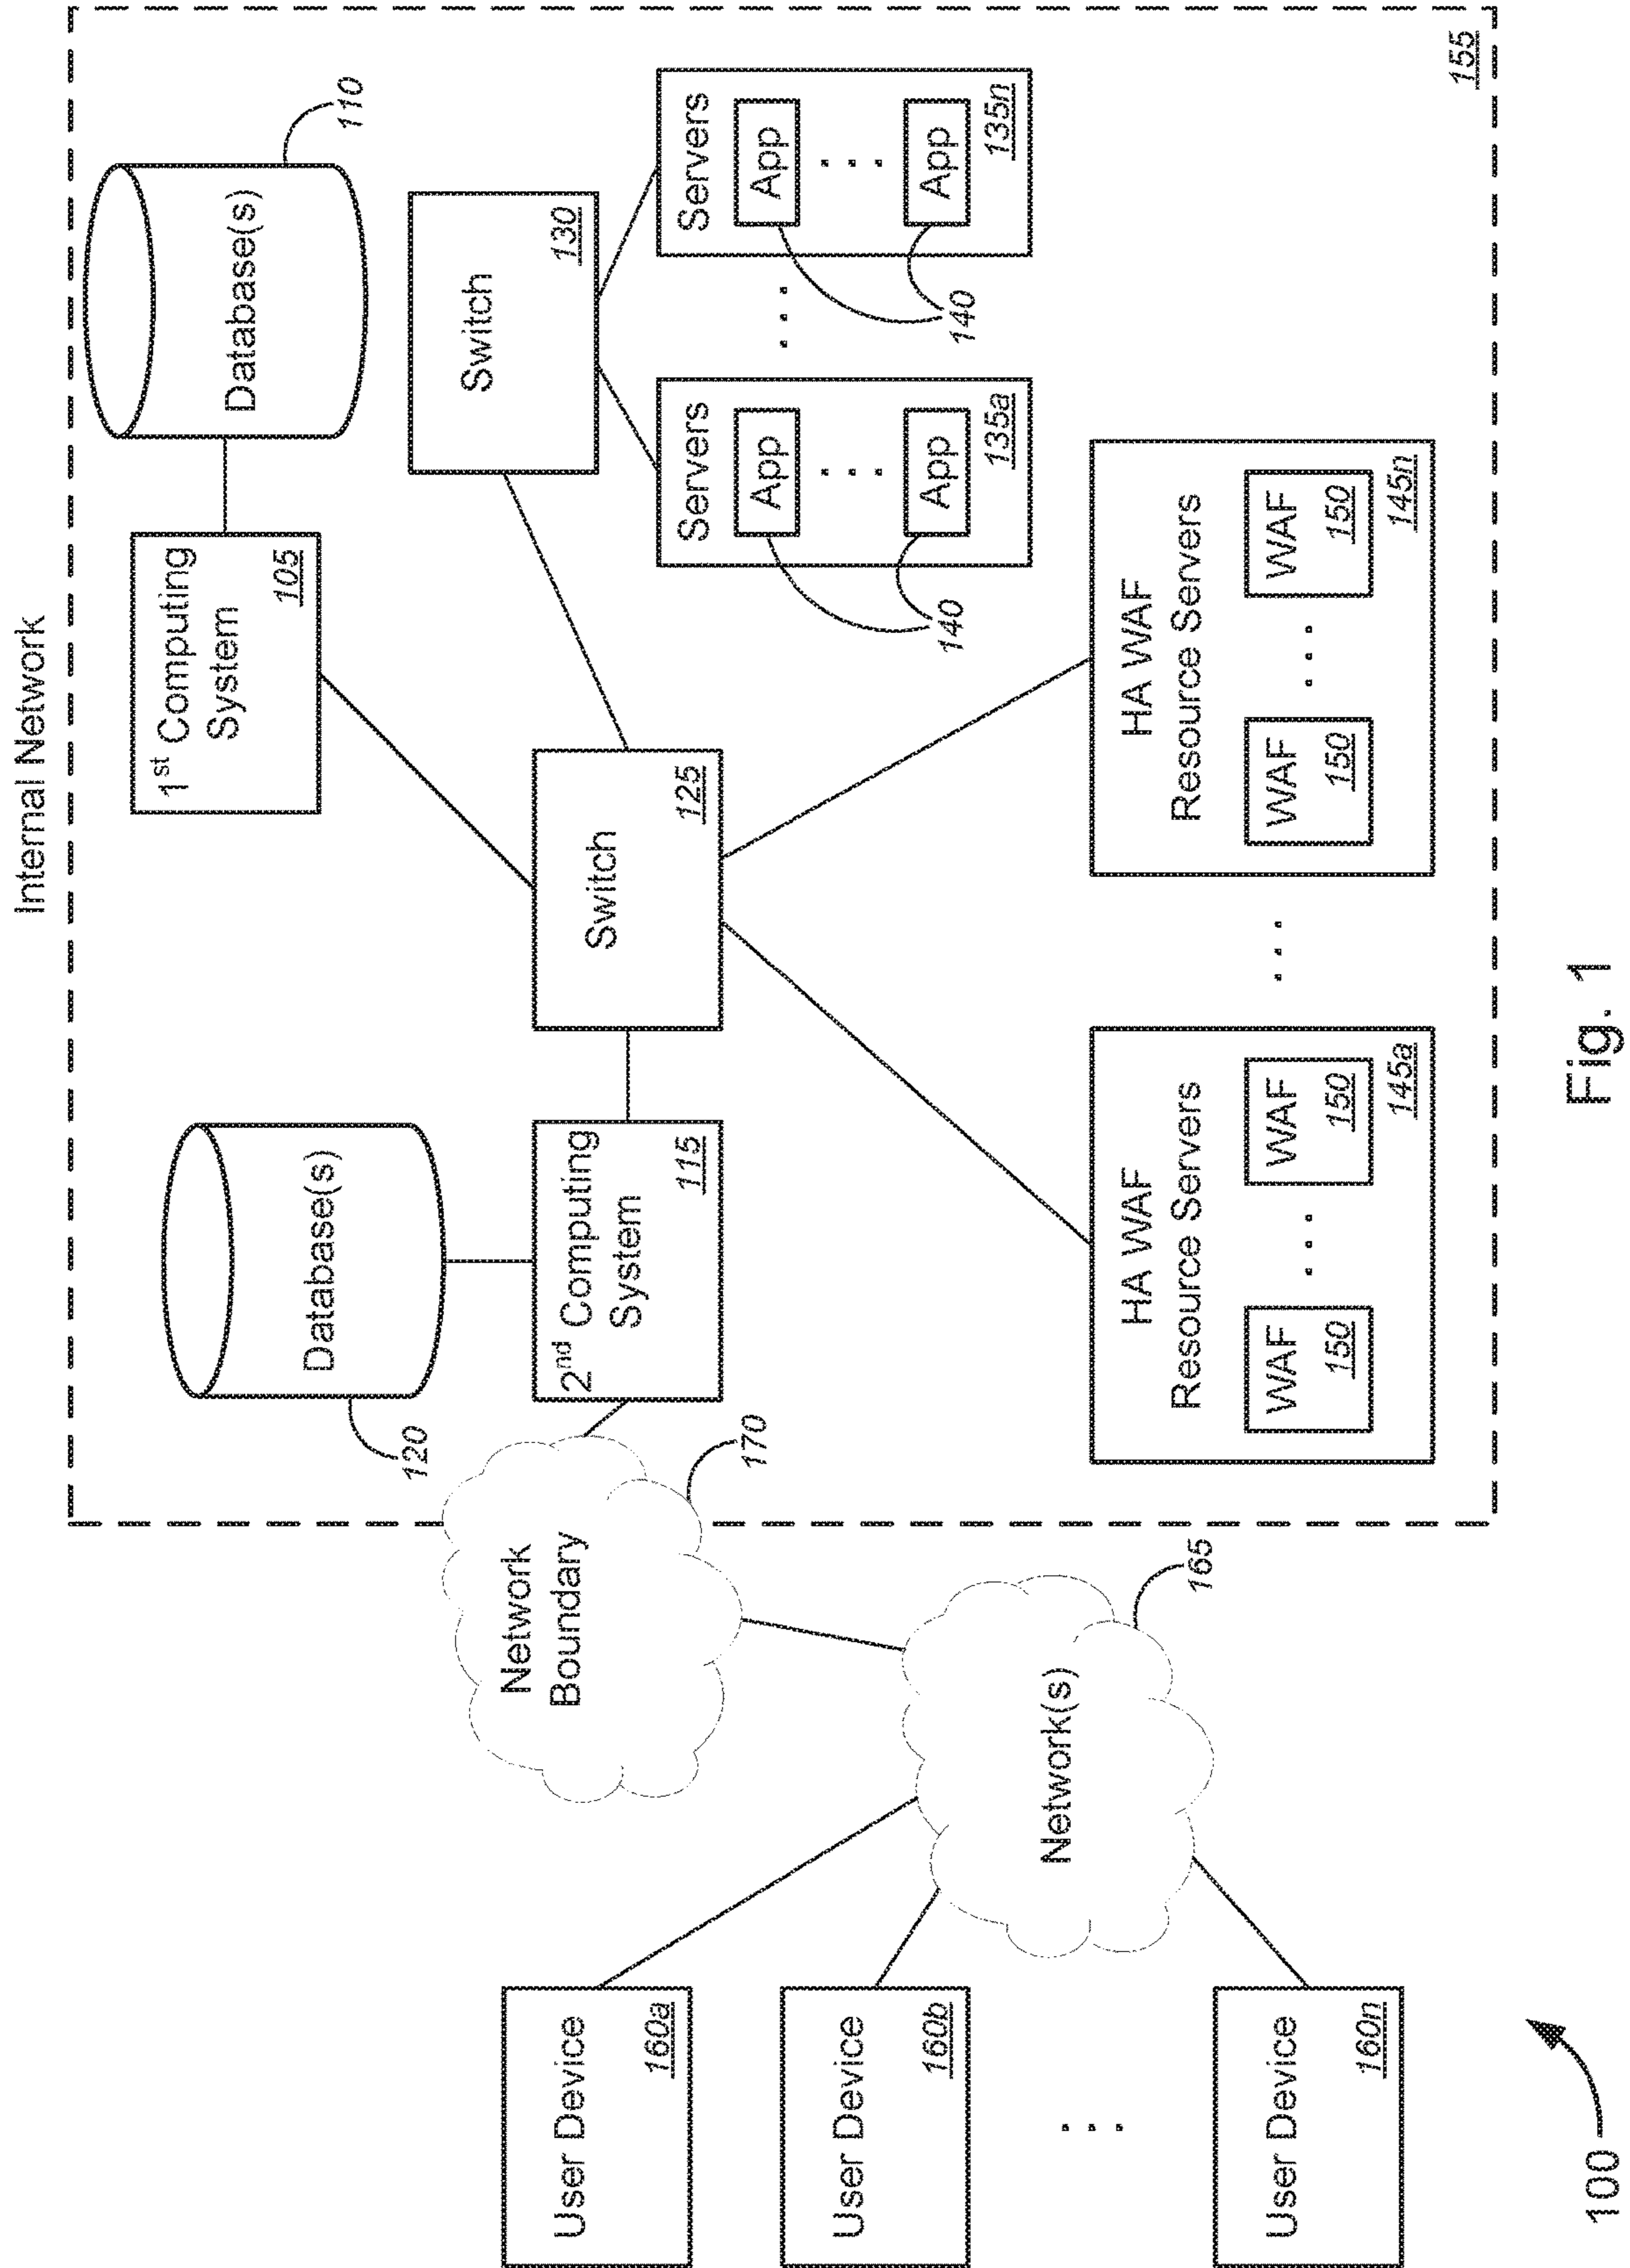 Internal Network
Database(s)
120
Database(s)
110
1st Computing
System
105
Network
Boundary
170
2nd Computing
System
115
Switch
125
Switch
130
User Device
160a
User Device
160b
. . .
User Device
160n
Network(s)
165
Servers
App
. . .
App
135a
140
. . .
Servers
App
. . .
App
135n
140
HA WAF
Resource Servers
WAF
150
. . .
WAF
150
145a
. . .
HA WAF
Resource Servers
WAF
150
. . .
WAF
150
145n
155
100
Fig. 1